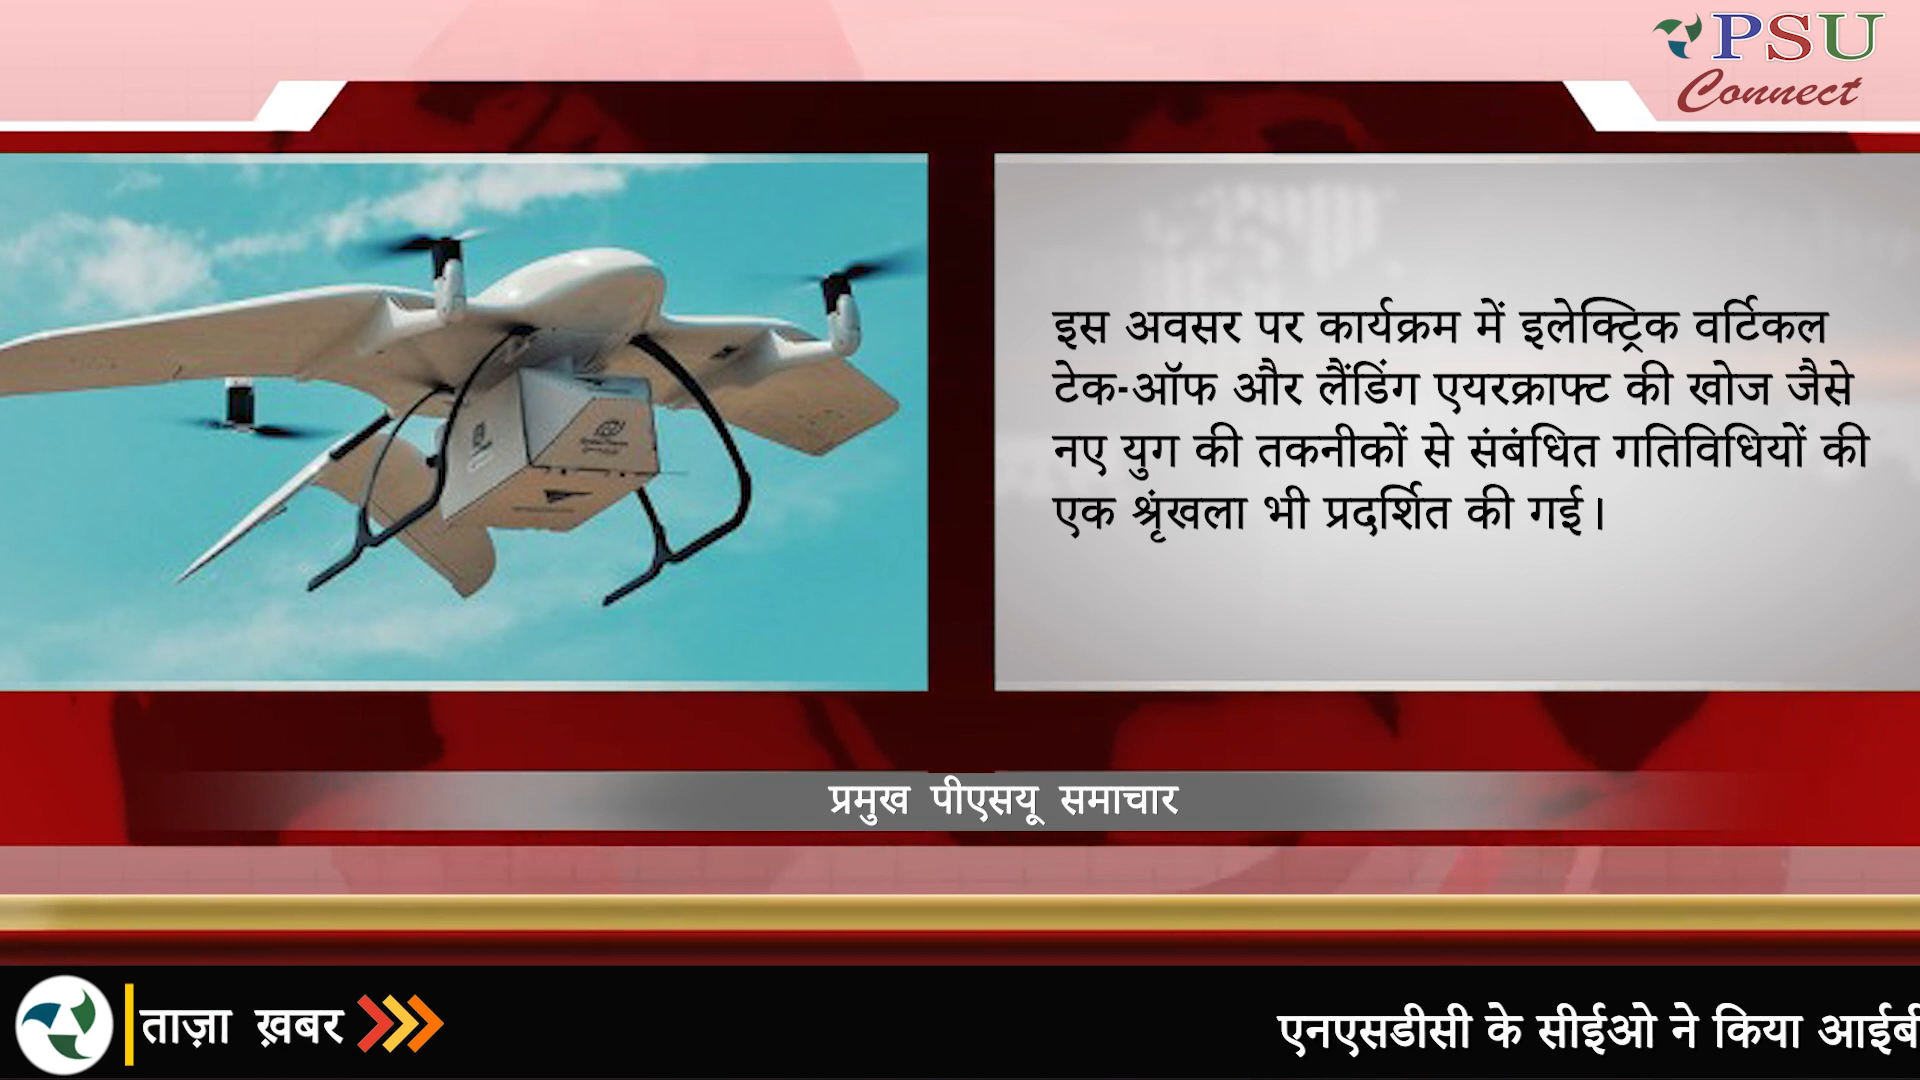 PSU
Connect
इस अवसर पर कार्यक्रम में इलेक्ट्रिक वर्टिकल
टेक-ऑफ और लैंडिंग एयरक्राफ्ट की खोज जैसे
नए युग की तकनीकों से संबंधित गतिविधियों की
एक श्रृंखला भी प्रदर्शित की गई।
प्रमुख पीएसयू समाचार
ताज़ा ख़बर
एनएसडीसी के सीईओ ने किया आईबी